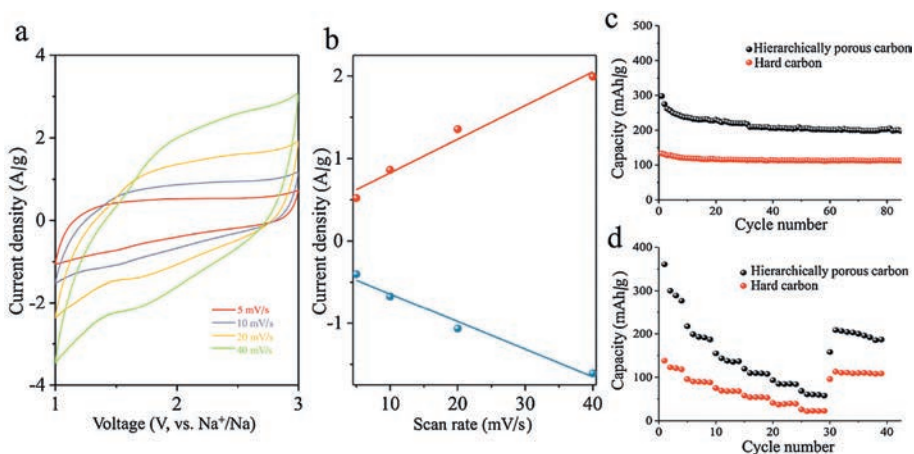 a
4
2
0
-2
-4
1
2
3
Current density (A/g)
Voltage (V, vs. Na⁺/Na)
5 mV/s
10 mV/s
20 mV/s
40 mV/s
b
2
1
0
-1
10
20
30
40
Current density (A/g)
Scan rate (mV/s)
c
500
400
300
200
100
0
0
20
40
60
80
Capacity (mAh/g)
Cycle number
Hierarchically porous carbon
Hard carbon
d
400
300
200
100
0
0
10
20
30
40
Capacity (mAh/g)
Cycle number
Hierarchically porous carbon
Hard carbon